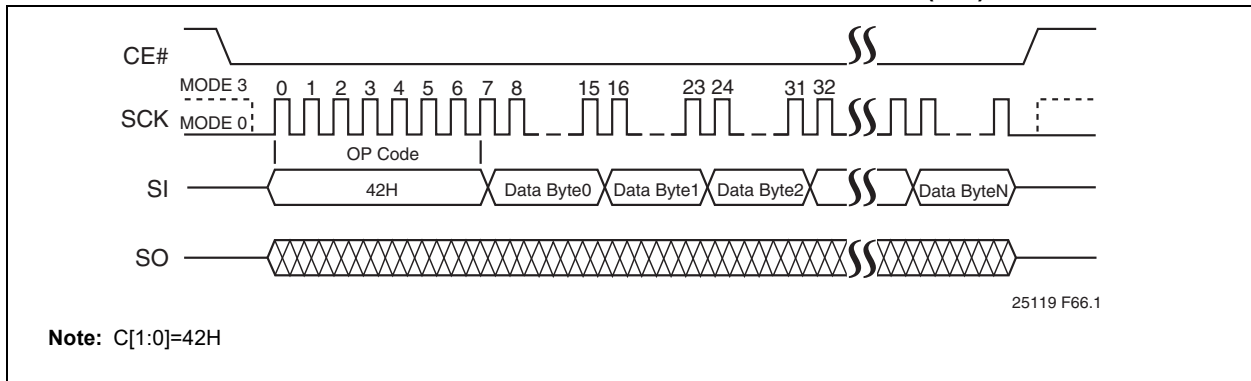 CE#
MODE 3
0 1 2 3 4 5 6 7 8 15 16 23 24 31 32
SCK MODE 0
OP Code
SI 42H Data Byte0 Data Byte1 Data Byte2 Data ByteN
SO
25119 F66.1
Note: C[1:0]=42H